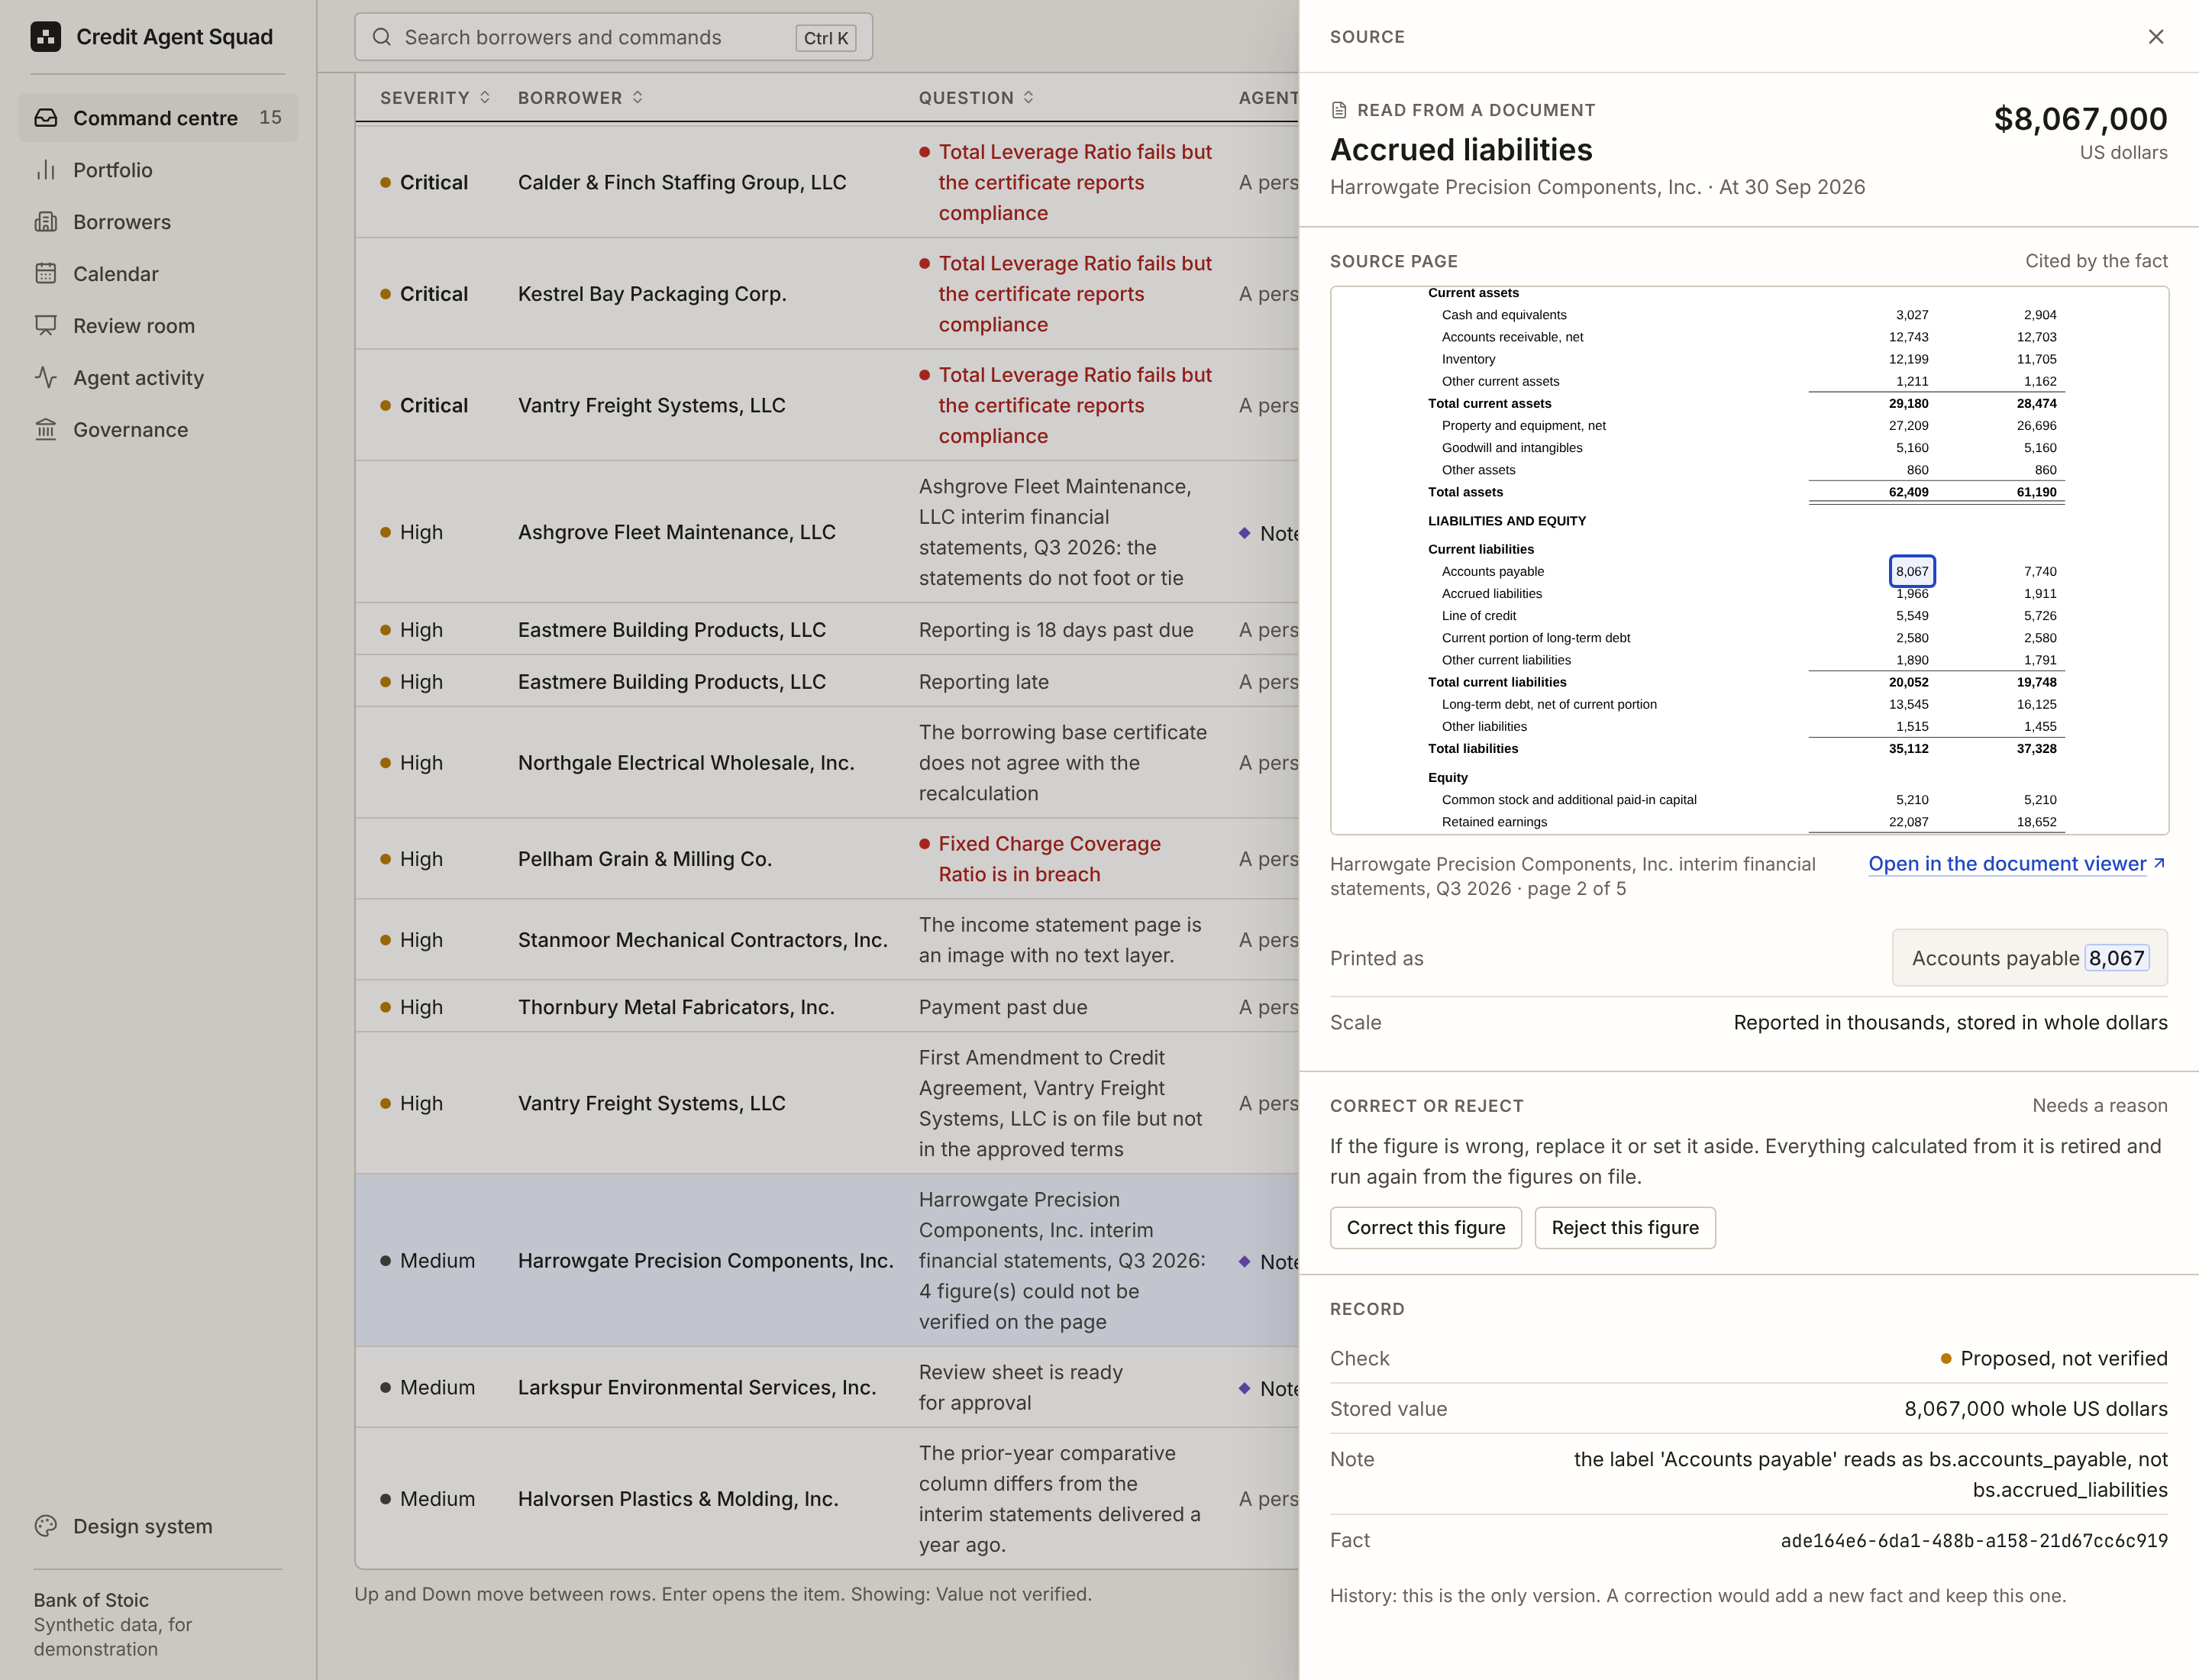 Credit Agent Squad
Command centre 15
Portfolio
Borrowers
Calendar
Review room
Agent activity
Governance
Design system
Bank of Stoic
Synthetic data, for
demonstration
Search borrowers and commands Ctrl K
SEVERITY BORROWER QUESTION AGENT
Critical Calder & Finch Staffing Group, LLC Total Leverage Ratio fails but
the certificate reports
compliance
A pers
Critical Kestrel Bay Packaging Corp. Total Leverage Ratio fails but
the certificate reports
compliance
A pers
Critical Vantry Freight Systems, LLC Total Leverage Ratio fails but
the certificate reports
compliance
A pers
High Ashgrove Fleet Maintenance, LLC Ashgrove Fleet Maintenance,
LLC interim financial
statements, Q3 2026: the
statements do not foot or tie
Note
High Eastmere Building Products, LLC Reporting is 18 days past due A pers
High Eastmere Building Products, LLC Reporting late A pers
High Northgale Electrical Wholesale, Inc. The borrowing base certificate
does not agree with the
recalculation
A pers
High Pellham Grain & Milling Co. Fixed Charge Coverage
Ratio is in breach
A pers
High Stanmoor Mechanical Contractors, Inc. The income statement page is
an image with no text layer.
A pers
High Thornbury Metal Fabricators, Inc. Payment past due A pers
High Vantry Freight Systems, LLC First Amendment to Credit
Agreement, Vantry Freight
Systems, LLC is on file but not
in the approved terms
A pers
Medium Harrowgate Precision Components, Inc. Harrowgate Precision
Components, Inc. interim
financial statements, Q3 2026:
4 figure(s) could not be
verified on the page
Note
Medium Larkspur Environmental Services, Inc. Review sheet is ready
for approval
Note
Medium Halvorsen Plastics & Molding, Inc. The prior-year comparative
column differs from the
interim statements delivered a
year ago.
A pers
Up and Down move between rows. Enter opens the item. Showing: Value not verified.
SOURCE
READ FROM A DOCUMENT
Accrued liabilities
$8,067,000
US dollars
Harrowgate Precision Components, Inc. · At 30 Sep 2026
SOURCE PAGE Cited by the fact
Current assets
Cash and equivalents 3,027 2,904
Accounts receivable, net 12,743 12,703
Inventory 12,199 11,705
Other current assets 1,211 1,162
Total current assets 29,180 28,474
Property and equipment, net 27,209 26,696
Goodwill and intangibles 5,160 5,160
Other assets 860 860
Total assets 62,409 61,190
LIABILITIES AND EQUITY
Current liabilities
Accounts payable 8,067 7,740
Accrued liabilities 1,966 1,911
Line of credit 5,549 5,726
Current portion of long-term debt 2,580 2,580
Other current liabilities 1,890 1,791
Total current liabilities 20,052 19,748
Long-term debt, net of current portion 13,545 16,125
Other liabilities 1,515 1,455
Total liabilities 35,112 37,328
Equity
Common stock and additional paid-in capital 5,210 5,210
Retained earnings 22,087 18,652
Harrowgate Precision Components, Inc. interim financial
statements, Q3 2026 · page 2 of 5
Open in the document viewer
Printed as Accounts payable 8,067
Scale Reported in thousands, stored in whole dollars
CORRECT OR REJECT Needs a reason
If the figure is wrong, replace it or set it aside. Everything calculated from it is retired and
run again from the figures on file.
Correct this figure Reject this figure
RECORD
Check Proposed, not verified
Stored value 8,067,000 whole US dollars
Note the label 'Accounts payable' reads as bs.accounts_payable, not
bs.accrued_liabilities
Fact ade164e6-6da1-488b-a158-21d67cc6c919
History: this is the only version. A correction would add a new fact and keep this one.